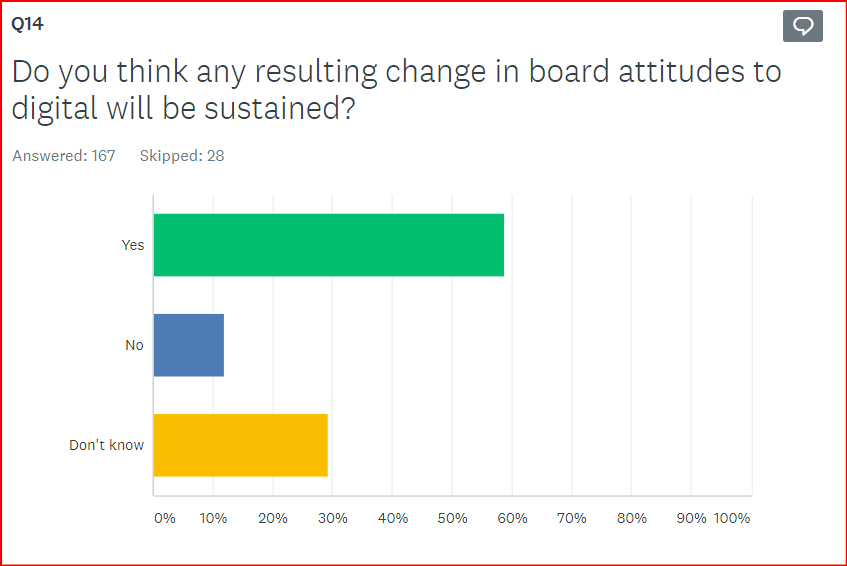 Q14
Do you think any resulting change in board attitudes to
digital will be sustained?
Answered: 167 Skipped: 28
Yes
No
Don't know
0% 10% 20% 30% 40% 50% 60% 70% 80% 90% 100%